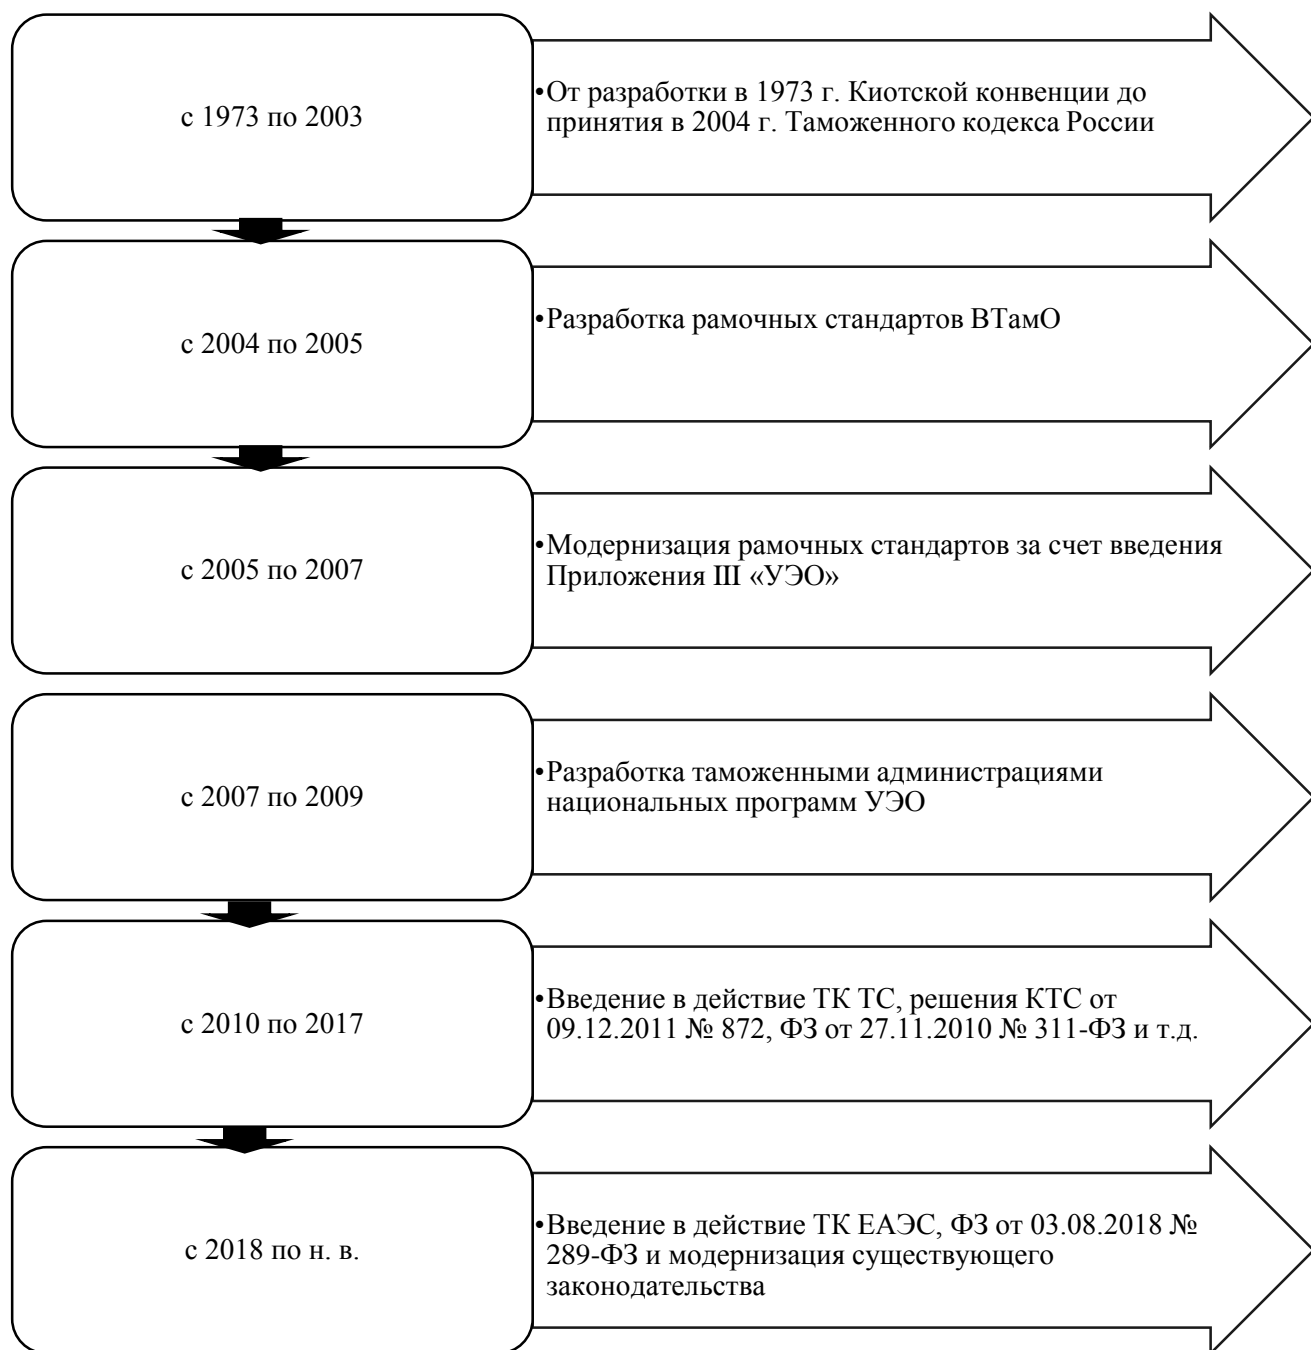 с 1973 по 2003
•От разработки в 1973 г. Киотской конвенции до
принятия в 2004 г. Таможенного кодекса России
с 2004 по 2005
•Разработка рамочных стандартов ВТамО
с 2005 по 2007
•Модернизация рамочных стандартов за счет введения
Приложения III «УЭО»
с 2007 по 2009
•Разработка таможенными администрациями
национальных программ УЭО
с 2010 по 2017
•Введение в действие ТК ТС, решения КТС от
09.12.2011 № 872, ФЗ от 27.11.2010 № 311-ФЗ и т.д.
с 2018 по н. в.
•Введение в действие ТК ЕАЭС, ФЗ от 03.08.2018 №
289-ФЗ и модернизация существующего
законодательства